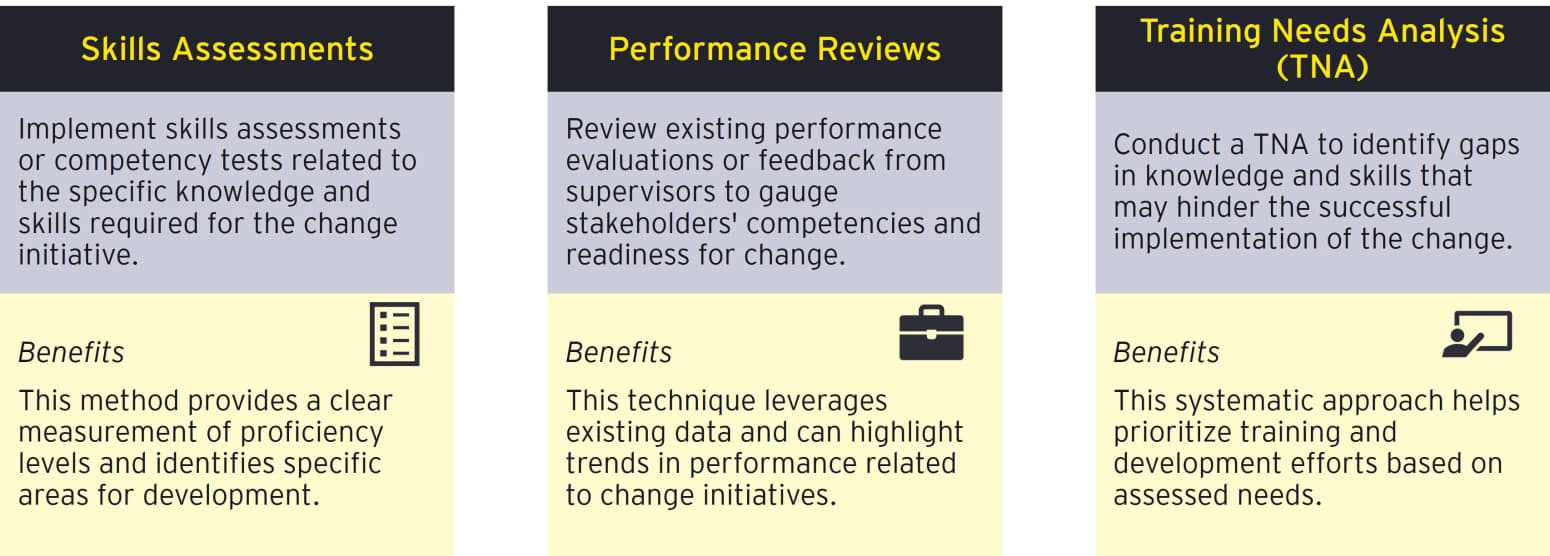 Skills Assessments
Implement skills assessments
or competency tests related to
the specific knowledge and
skills required for the change
initiative.
Benefits
This method provides a clear
measurement of proficiency
levels and identifies specific
areas for development.
Performance Reviews
Review existing performance
evaluations or feedback from
supervisors to gauge
stakeholders' competencies and
readiness for change.
Benefits
This technique leverages
existing data and can highlight
trends in performance related
to change initiatives.
Training Needs Analysis
(TNA)
Conduct a TNA to identify gaps
in knowledge and skills that
may hinder the successful
implementation of the change.
Benefits
This systematic approach helps
prioritize training and
development efforts based on
assessed needs.